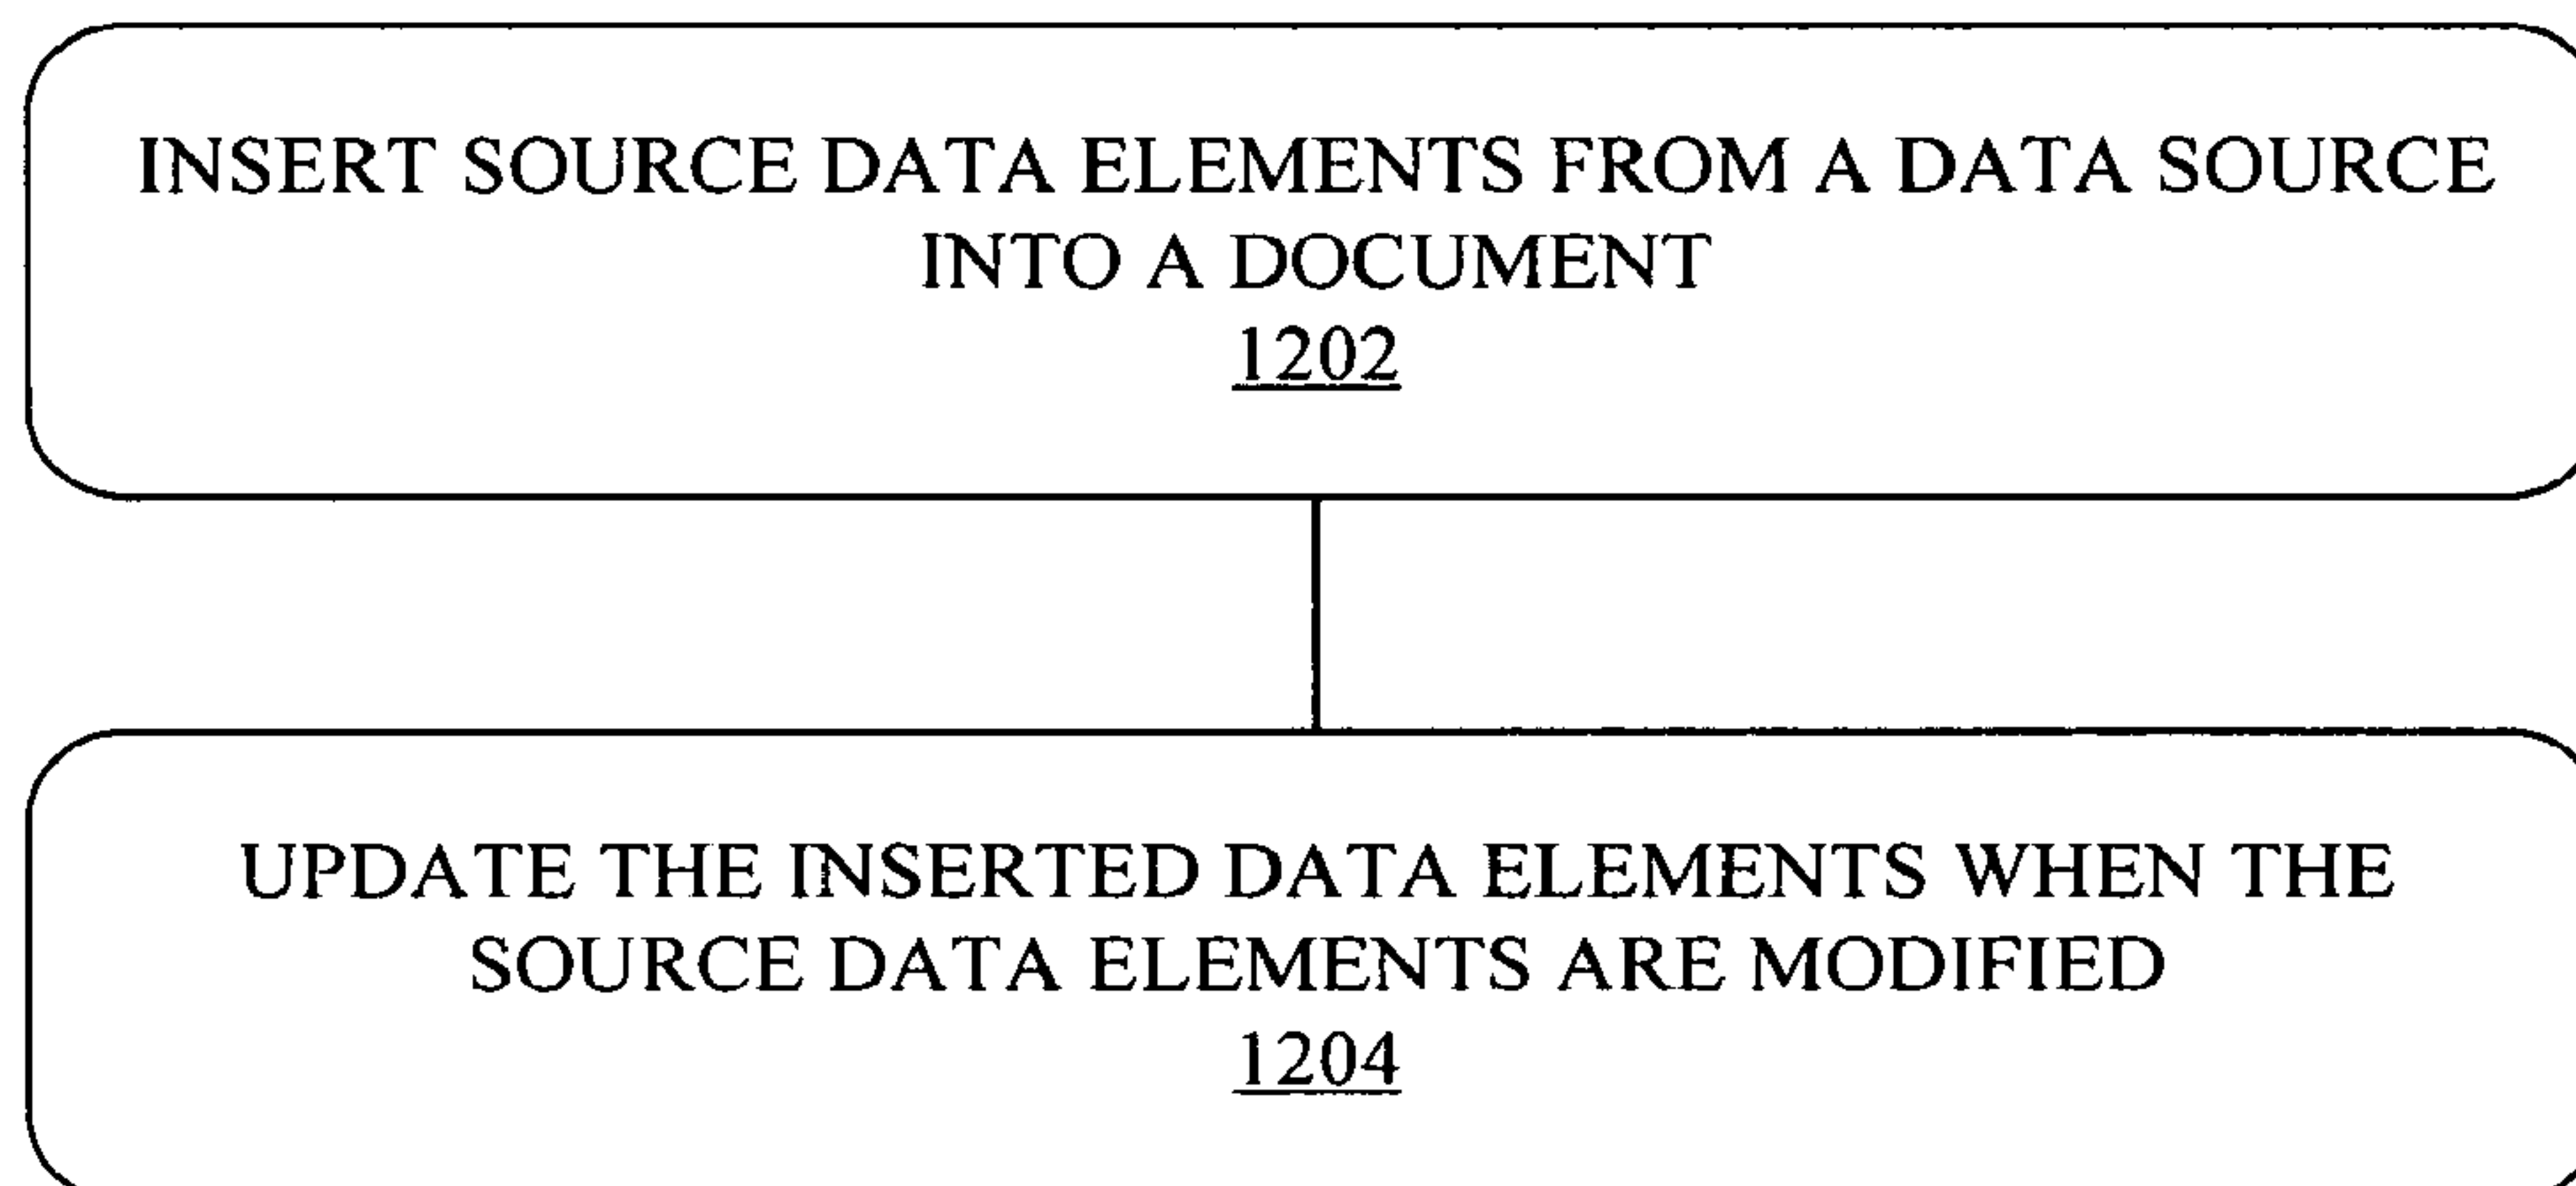 INSERT SOURCE DATA ELEMENTS FROM A DATA SOURCE
INTO A DOCUMENT
1202
UPDATE THE INSERTED DATA ELEMENTS WHEN THE
SOURCE DATA ELEMENTS ARE MODIFIED
1204